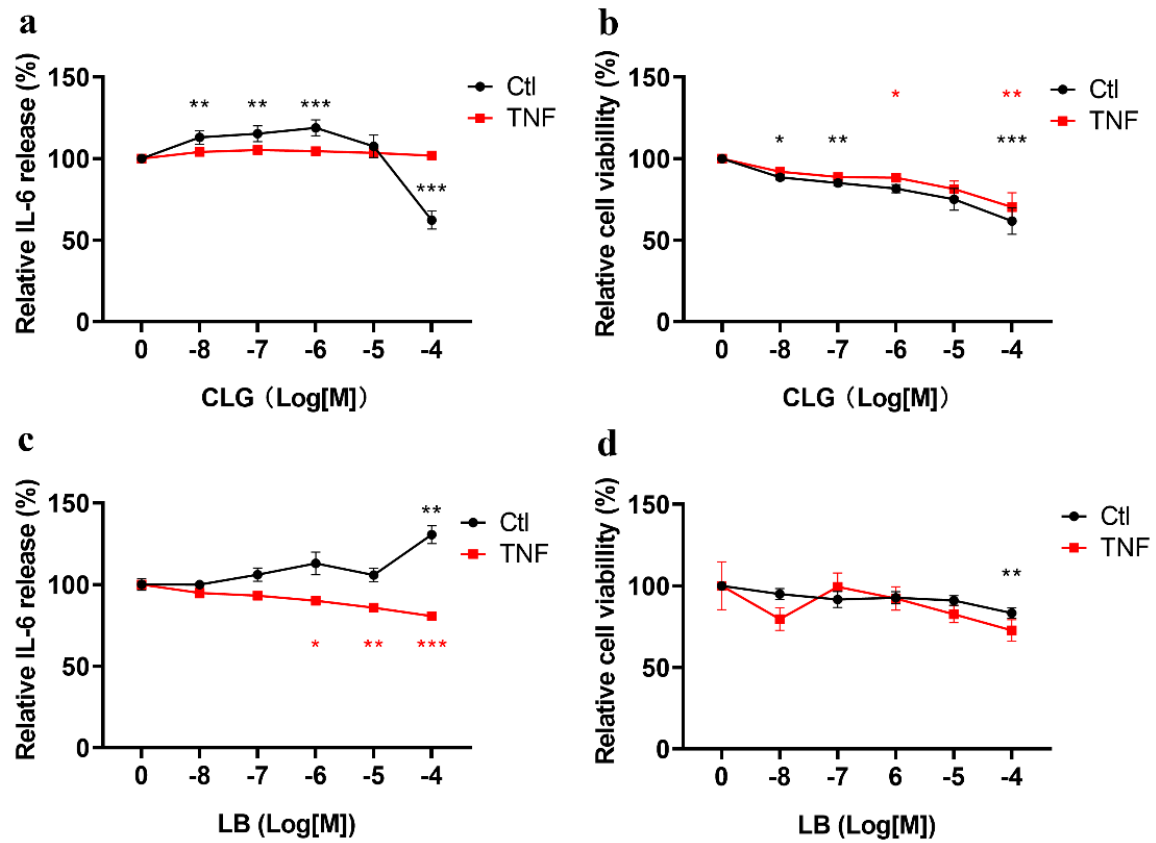 a
Relative IL-6 release (%)
150
100
50
0
** ** *** ***
Ctl
TNF
0 -8 -7 -6 -5 -4
CLG（Log[M]）
b
Relative cell viabillity (%)
150
100
50
0
* **
* ** ***
Ctl
TNF
0 -8 -7 -6 -5 -4
CLG（Log[M]）
c
Relative IL-6 release (%)
150
100
50
0
**
* ** ***
Ctl
TNF
0 -8 -7 -6 -5 -4
LB (Log[M])
d
Relative cell viabillity (%)
150
100
50
0
**
Ctl
TNF
0 -8 -7 6 -5 -4
LB (Log[M])